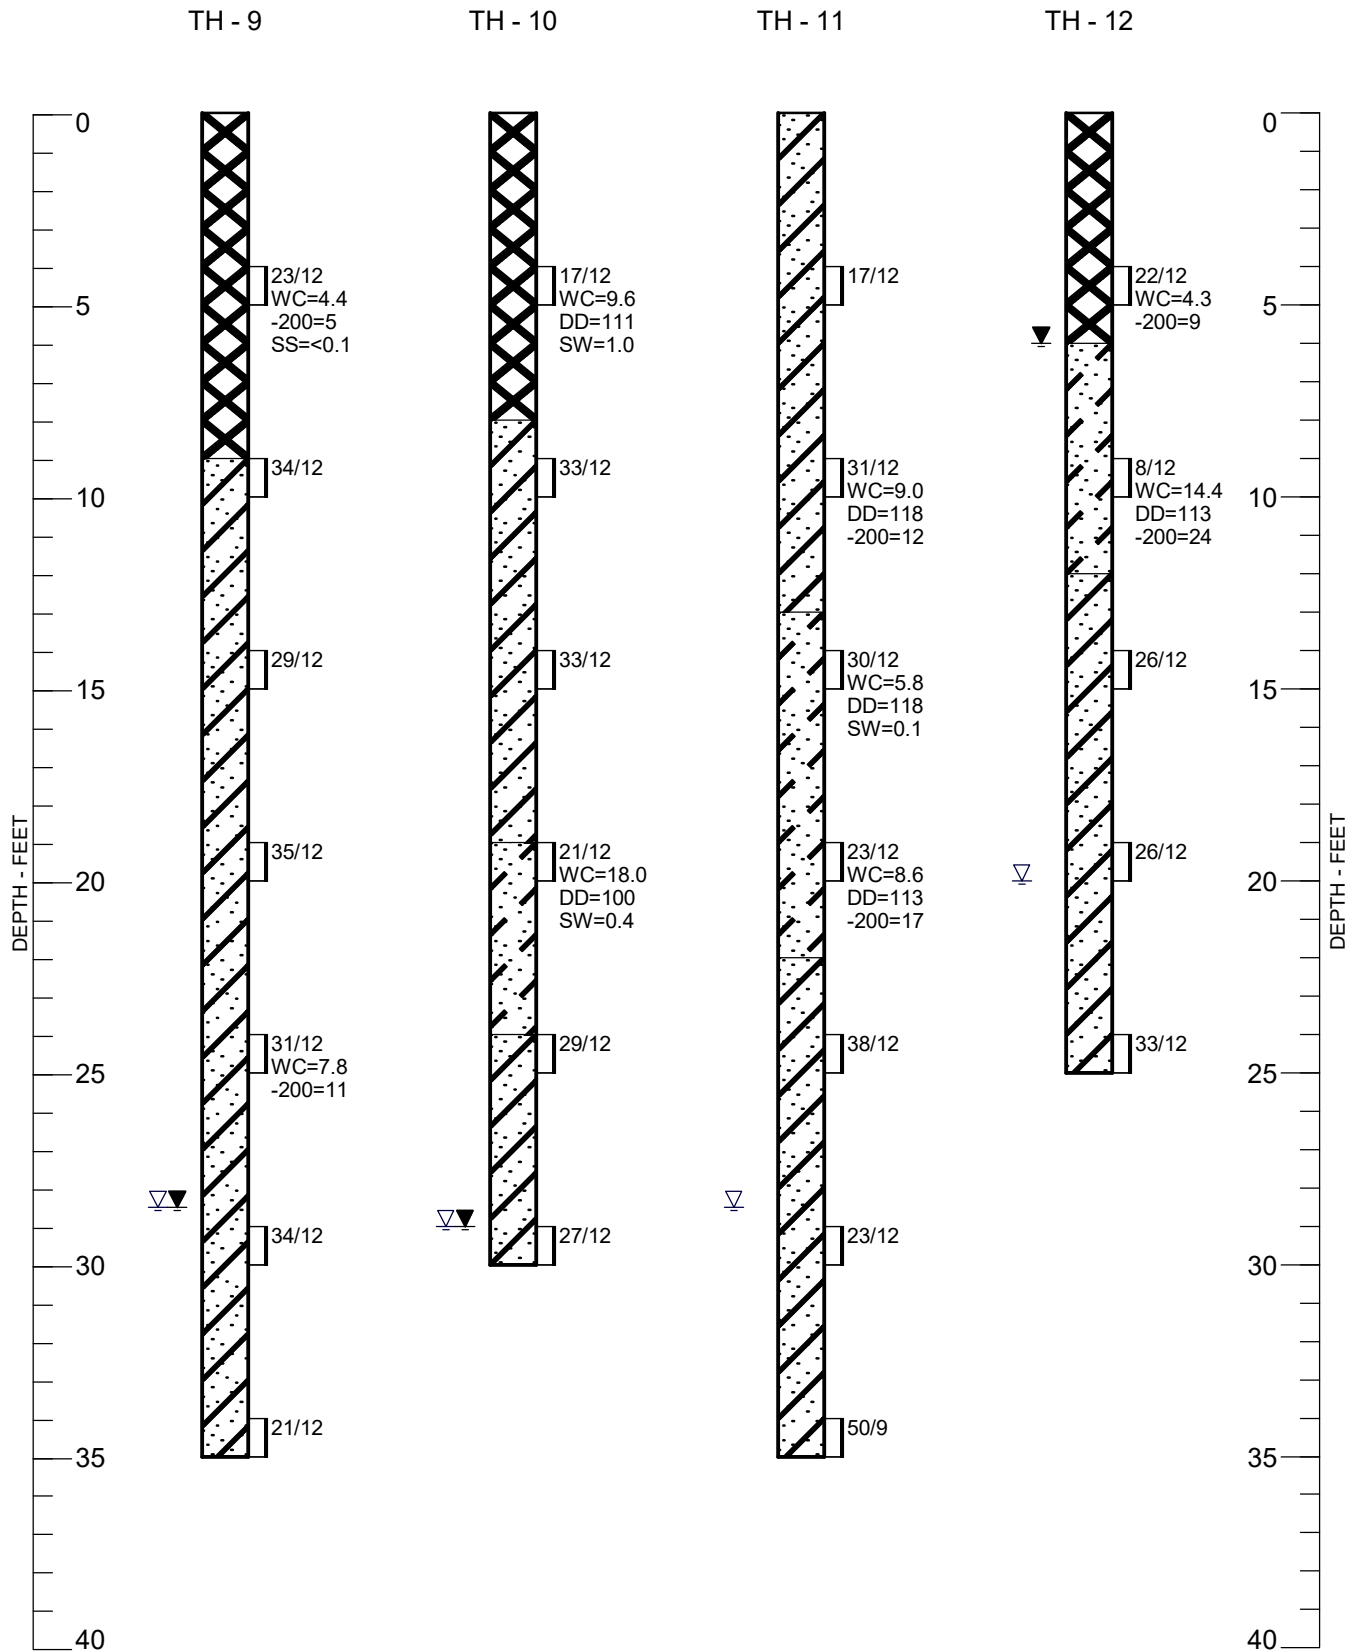 TH - 9
TH - 10
TH - 11
TH - 12
DEPTH - FEET
0
5
10
15
20
25
30
35
40
23/12
WC=4.4
-200=5
SS=<0.1
34/12
29/12
35/12
31/12
WC=7.8
-200=11
34/12
21/12
17/12
WC=9.6
DD=111
SW=1.0
33/12
33/12
21/12
WC=18.0
DD=100
SW=0.4
29/12
27/12
17/12
31/12
WC=9.0
DD=118
-200=12
30/12
WC=5.8
DD=118
SW=0.1
23/12
WC=8.6
DD=113
-200=17
38/12
23/12
50/9
22/12
WC=4.3
-200=9
8/12
WC=14.4
DD=113
-200=24
26/12
26/12
33/12
0
5
10
15
20
25
30
35
40
DEPTH - FEET